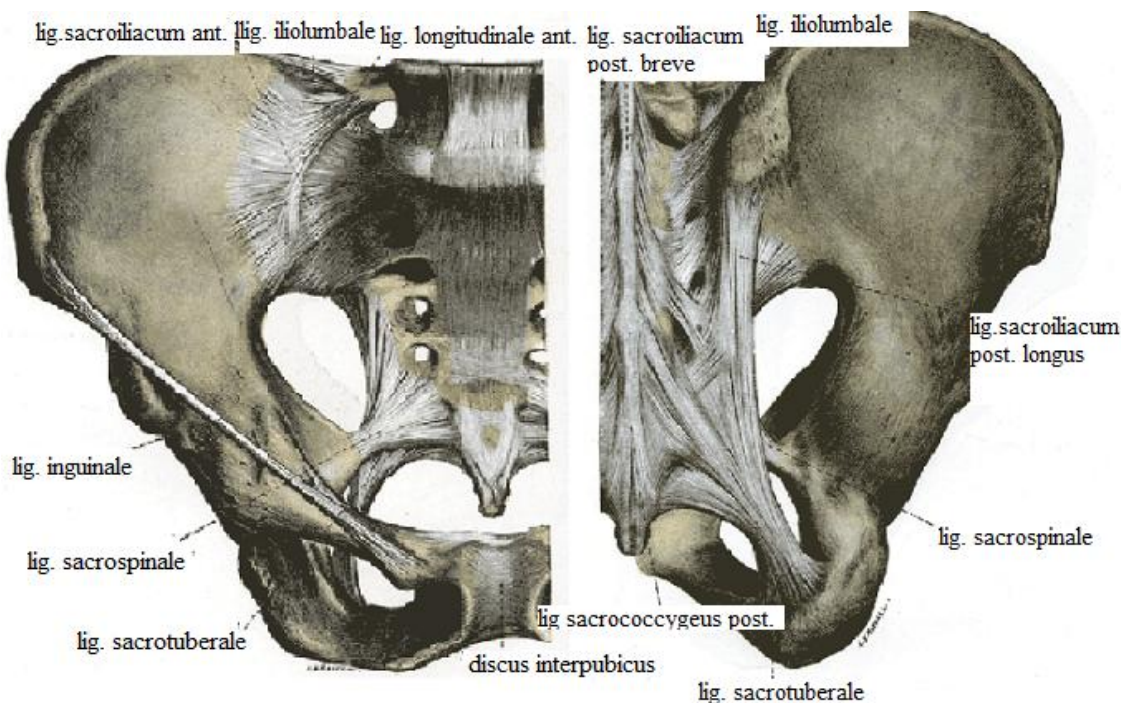 lig.sacroiliacum ant.
lig. iliolumbale
lig. longitudinale ant.
lig. sacroiliacum
post. breve
lig. iliolumbale
lig.sacroiliacum
post. longus
lig. inguinale
lig. sacrospinale
lig. sacrospinale
lig. sacrotuberale
lig sacrococcygeus post.
discus interpubicus
lig. sacrotuberale